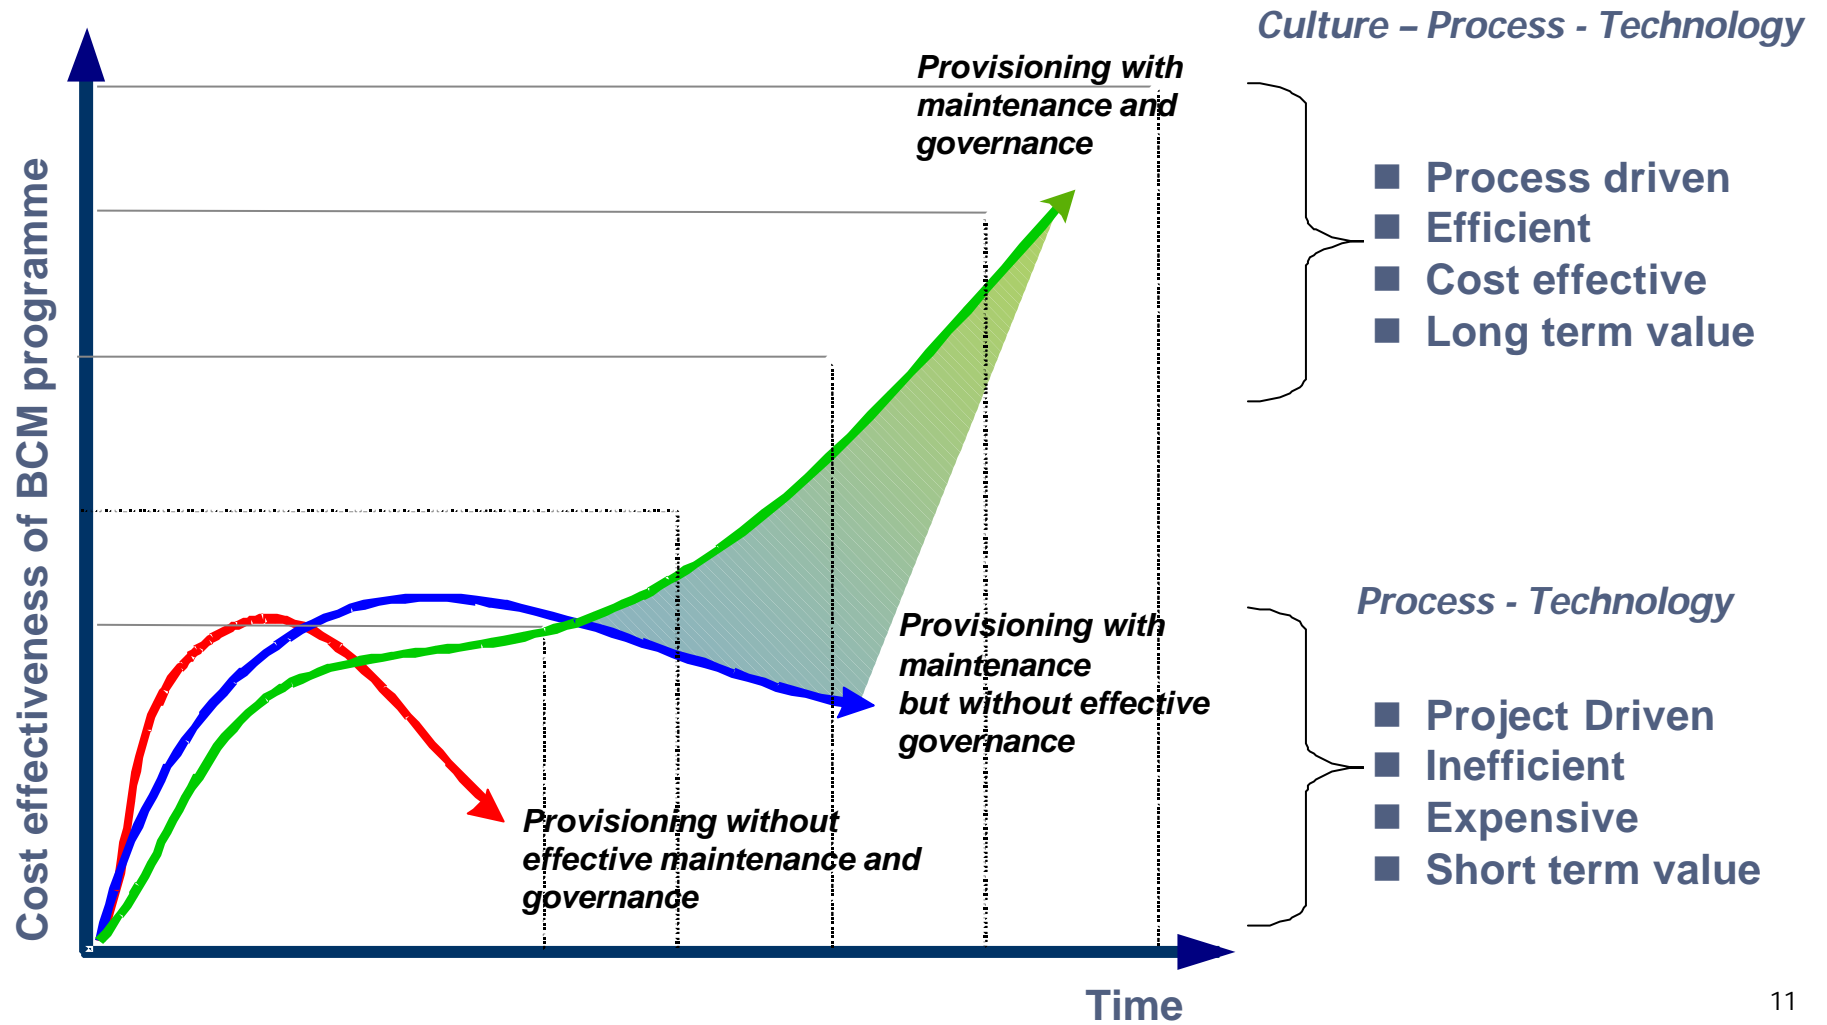 Culture – Process - Technology
Provisioning with
maintenance and
governance
Process driven
Efficient
Cost effective
Long term value
Cost effectiveness of BCM programme
Process - Technology
Provisioning with
maintenance
but without effective
governance
Project Driven
Inefficient
Expensive
Short term value
Provisioning without
effective maintenance and
governance
Time
11